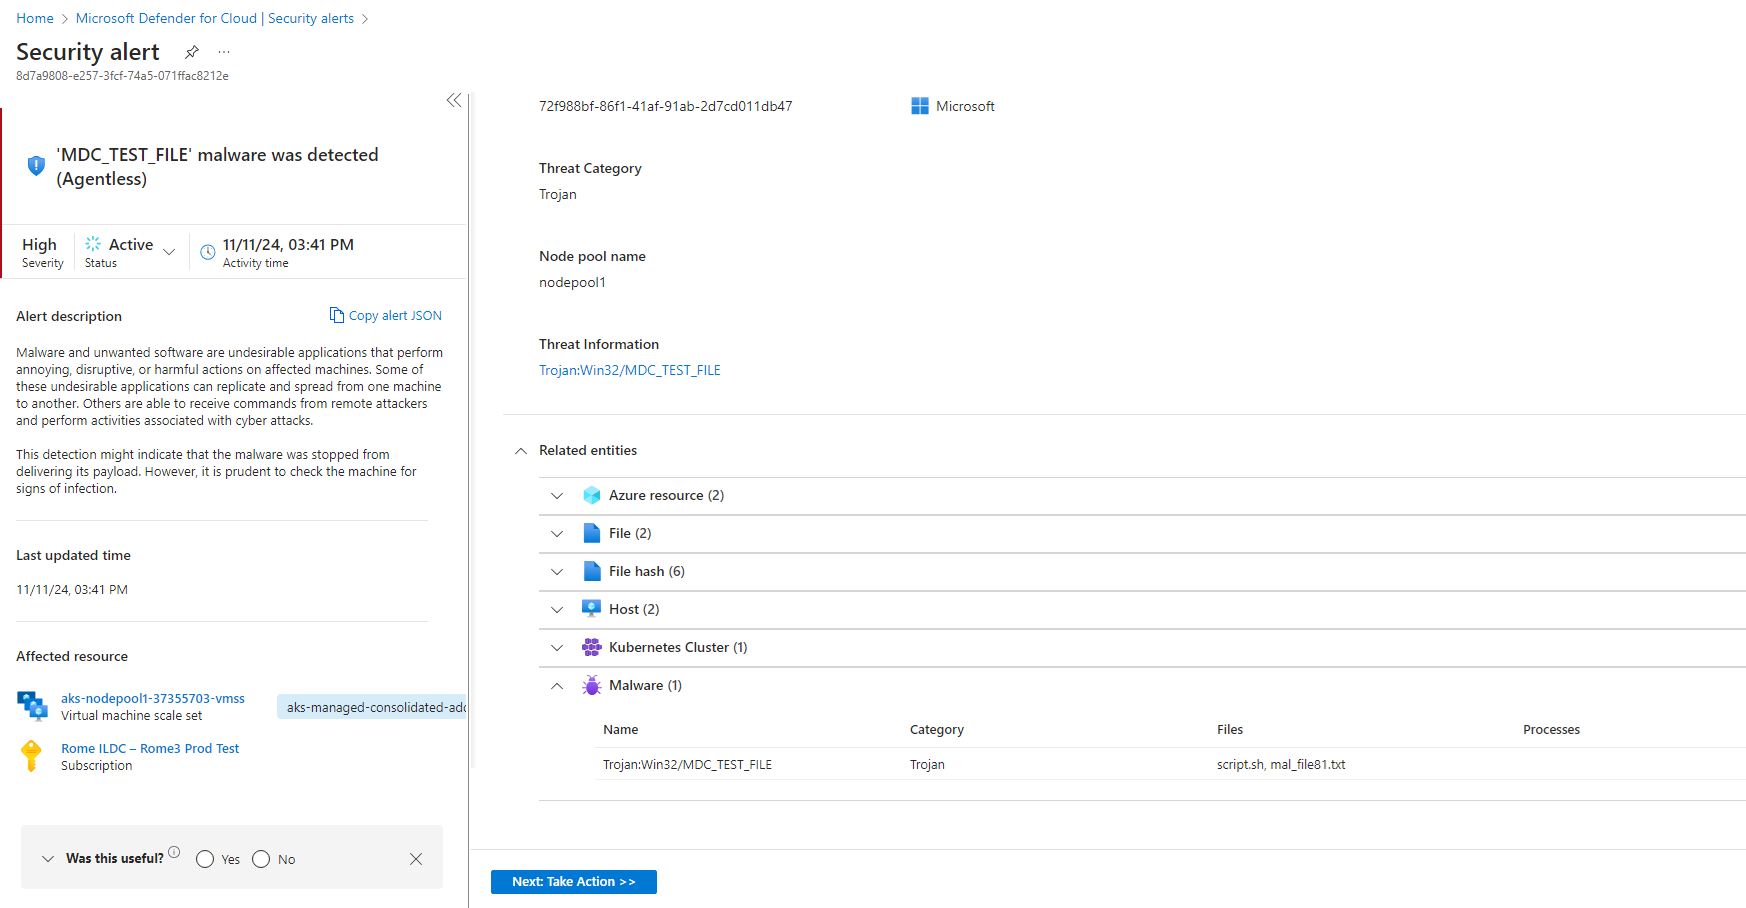 Home > Microsoft Defender for Cloud | Security alerts >
Security alert ...
8d7a9808-e257-3fcf-74a5-071ffac8212e
'MDC_TEST_FILE' malware was detected
(Agentless)
High
Severity
Active
Status
11/11/24, 03:41 PM
Activity time
Alert description
Copy alert JSON
Malware and unwanted software are undesirable applications that perform
annoying, disruptive, or harmful actions on affected machines. Some of
these undesirable applications can replicate and spread from one machine
to another. Others are able to receive commands from remote attackers
and perform activities associated with cyber attacks.
This detection might indicate that the malware was stopped from
delivering its payload. However, it is prudent to check the machine for
signs of infection.
Last updated time
11/11/24, 03:41 PM
Affected resource
aks-nodepool1-37355703-vmss
Virtual machine scale set
aks-managed-consolidated-add
Rome ILDC – Rome3 Prod Test
Subscription
Was this useful?
Yes
No
72f988bf-86f1-41af-91ab-2d7cd011db47
Microsoft
Threat Category
Trojan
Node pool name
nodepool1
Threat Information
Trojan:Win32/MDC_TEST_FILE
Related entities
Azure resource (2)
File (2)
File hash (6)
Host (2)
Kubernetes Cluster (1)
Malware (1)
Name Category Files Processes
Trojan:Win32/MDC_TEST_FILE Trojan script.sh, mal_file81.txt
Next: Take Action >>